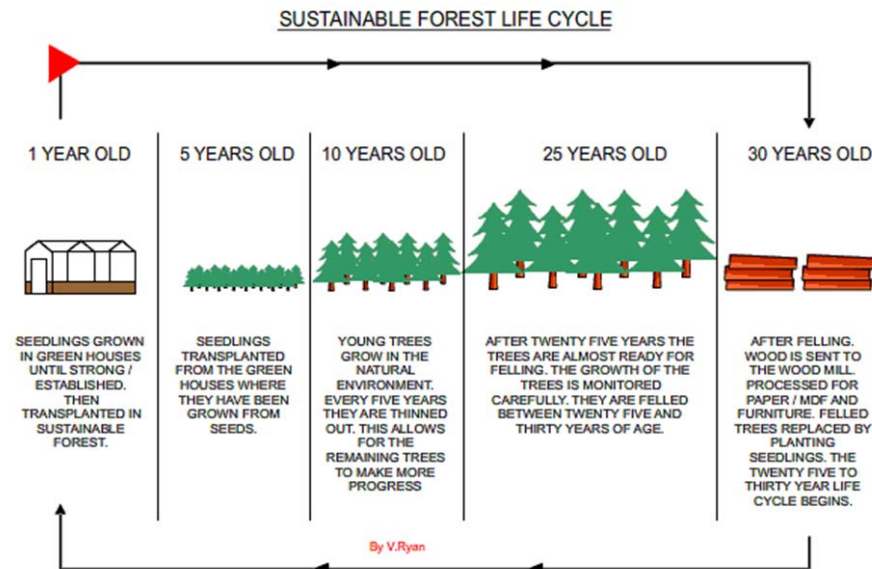 SUSTAINABLE FOREST LIFE CYCLE
1 YEAR OLD
SEEDLINGS GROWN
IN GREEN HOUSES
UNTIL STRONG /
ESTABLISHED.
THEN
TRANSPLANTED IN
SUSTAINABLE
FOREST.
5 YEARS OLD
SEEDLINGS
TRANSPLANTED
FROM THE GREEN
HOUSES WHERE
THEY HAVE BEEN
GROWN FROM
SEEDS.
10 YEARS OLD
YOUNG TREES
GROW IN THE
NATURAL
ENVIRONMENT.
EVERY FIVE YEARS
THEY ARE THINNED
OUT. THIS ALLOWS
FOR THE
REMAINING TREES
TO MAKE MORE
PROGRESS
25 YEARS OLD
AFTER TWENTY FIVE YEARS THE
TREES ARE ALMOST READY FOR
FELLING. THE GROWTH OF THE
TREES IS MONITORED
CAREFULLY. THEY ARE FELLED
BETWEEN TWENTY FIVE AND
THIRTY YEARS OF AGE.
30 YEARS OLD
AFTER FELLING.
WOOD IS SENT TO
THE WOOD MILL.
PROCESSED FOR
PAPER / MDF AND
FURNITURE. FELLED
TREES REPLACED BY
PLANTING
SEEDLINGS. THE
TWENTY FIVE TO
THIRTY YEAR LIFE
CYCLE BEGINS.
By V.Ryan